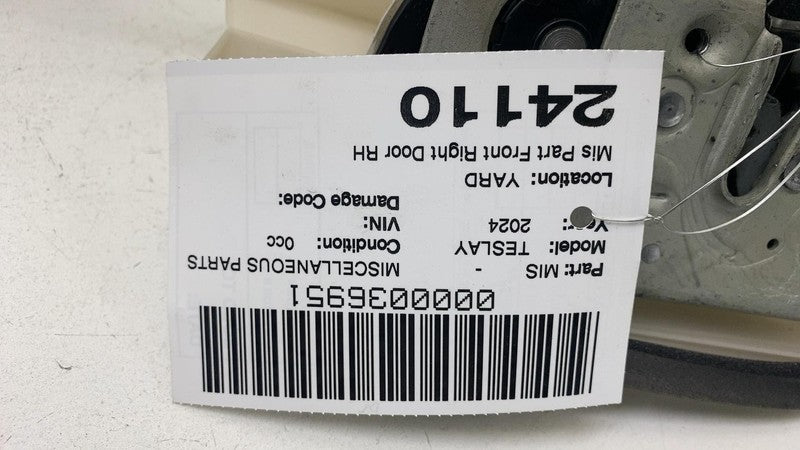 0000036951
Part: MIS - MISCELLANEOUS PARTS
Model: TESLAY Condition: 0cc
Year: 2024 VIN:
Damage Code:
Location: YARD
Mis Part Front Right Door RH
24110